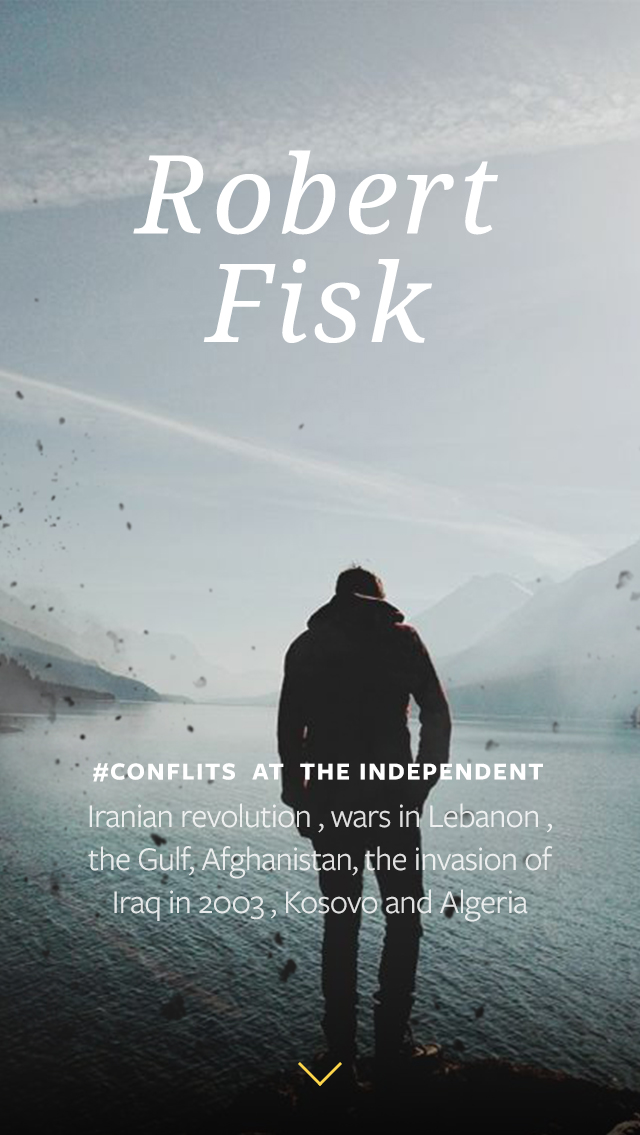 Robert
Fisk
#CONFLITS AT THE INDEPENDENT
Iranian revolution , wars in Lebanon ,
the Gulf, Afghanistan, the invasion of
Iraq in 2003 , Kosovo and Algeria